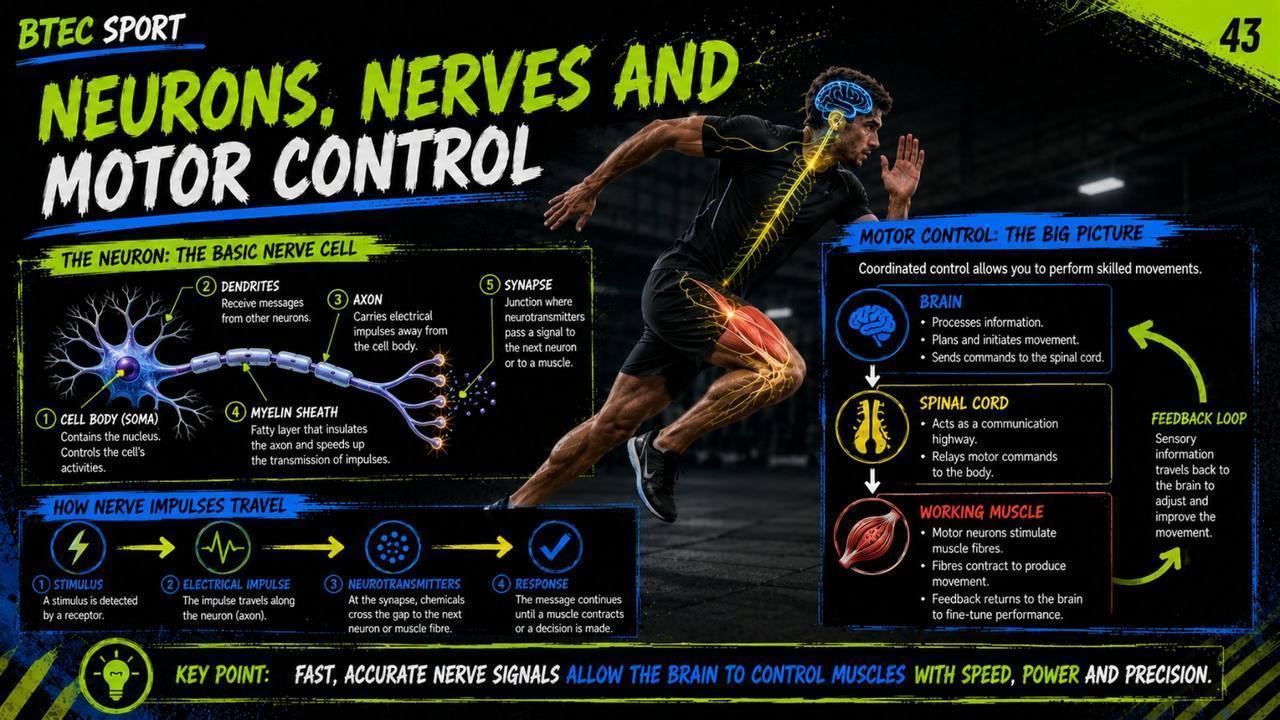 BTEC SPORT
43
NEURONS, NERVES AND
MOTOR CONTROL
THE NEURON: THE BASIC NERVE CELL
2 DENDRITES
Receive messages
from other neurons.
3 AXON
Carries electrical
impulses away from
the cell body.
5 SYNAPSE
Junction where
neurotransmitters
pass a signal to
the next neuron
or to a muscle.
1 CELL BODY (SOMA)
Contains the nucleus.
Controls the cell's
activities.
4 MYELIN SHEATH
Fatty layer that insulates
the axon and speeds up
the transmission of impulses.
HOW NERVE IMPULSES TRAVEL
1 STIMULUS
A stimulus is detected
by a receptor.
2 ELECTRICAL IMPULSE
The impulse travels along
the neuron (axon).
3 NEUROTRANSMITTERS
At the synapse, chemicals
cross the gap to the next
neuron or muscle fibre.
4 RESPONSE
The message continues
until a muscle contracts
or a decision is made.
MOTOR CONTROL: THE BIG PICTURE
Coordinated control allows you to perform skilled movements.
BRAIN
• Processes information.
• Plans and initiates movement.
• Sends commands to the spinal cord.
SPINAL CORD
• Acts as a communication
highway.
• Relays motor commands
to the body.
WORKING MUSCLE
• Motor neurons stimulate
muscle fibres.
• Fibres contract to produce
movement.
• Feedback returns to the brain
to fine-tune performance.
FEEDBACK LOOP
Sensory
information
travels back to
the brain to
adjust and
improve the
movement.
KEY POINT: FAST, ACCURATE NERVE SIGNALS ALLOW THE BRAIN TO CONTROL MUSCLES WITH SPEED, POWER AND PRECISION.